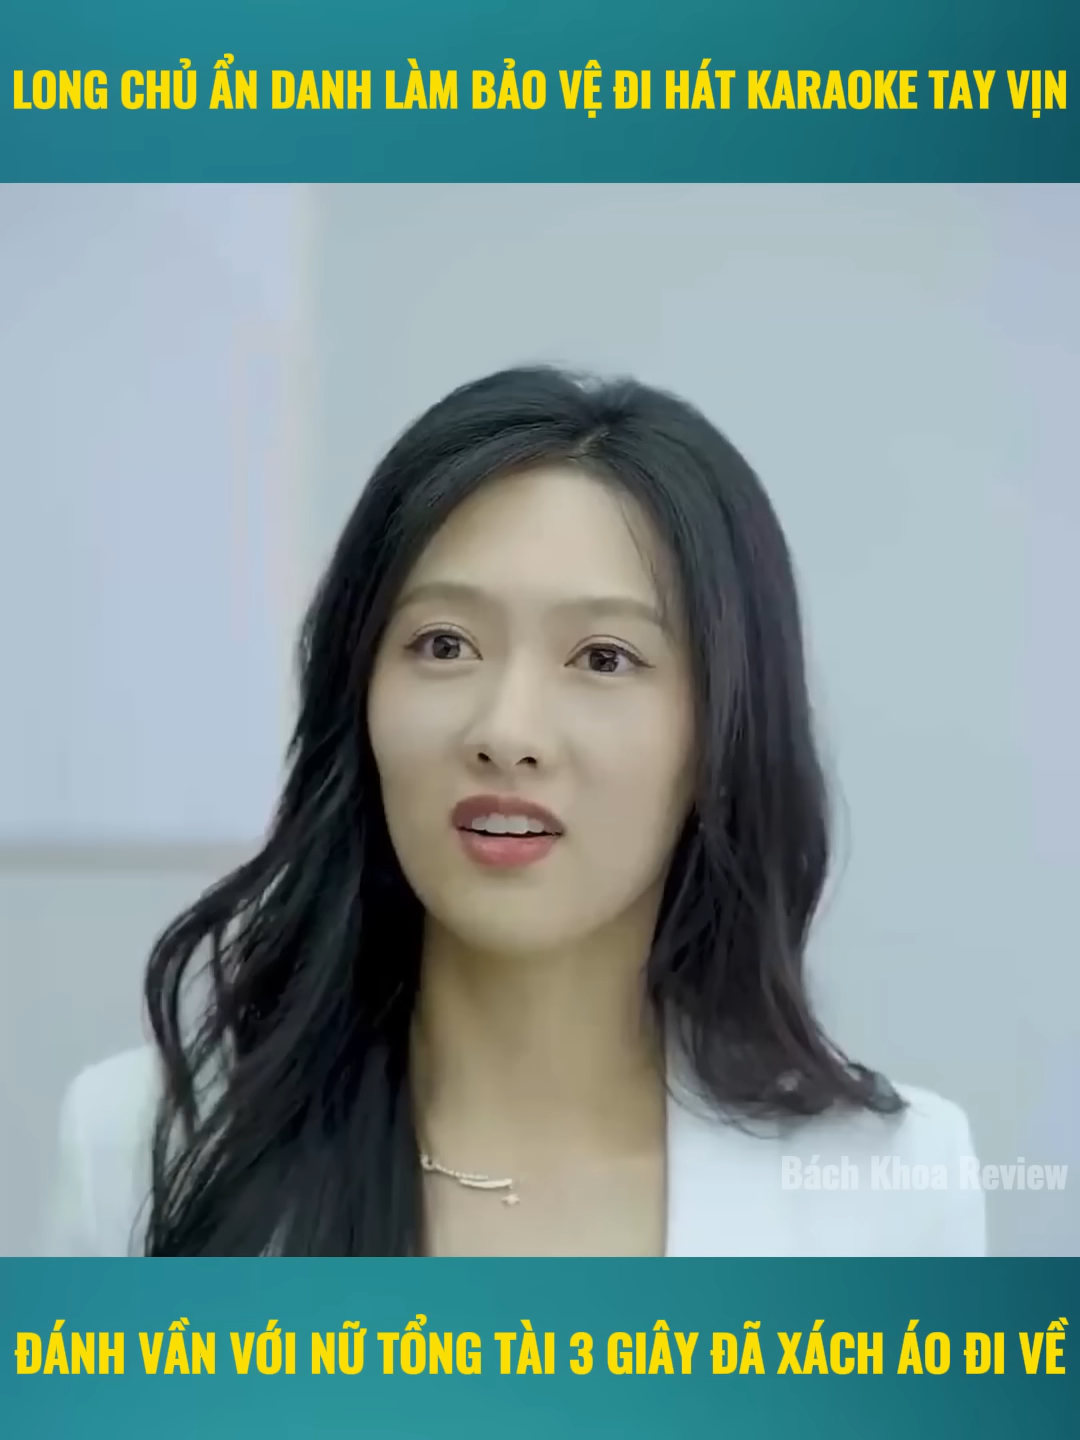 LONG CHỦ ẨN DANH LÀM BẢO VỆ ĐI HÁT KARAOKE TAY VỊN
Bách Khoa Review
ĐÁNH VẦN VỚI NỮ TỔNG TÀI 3 GIÂY ĐÃ XÁCH ÁO ĐI VỀ